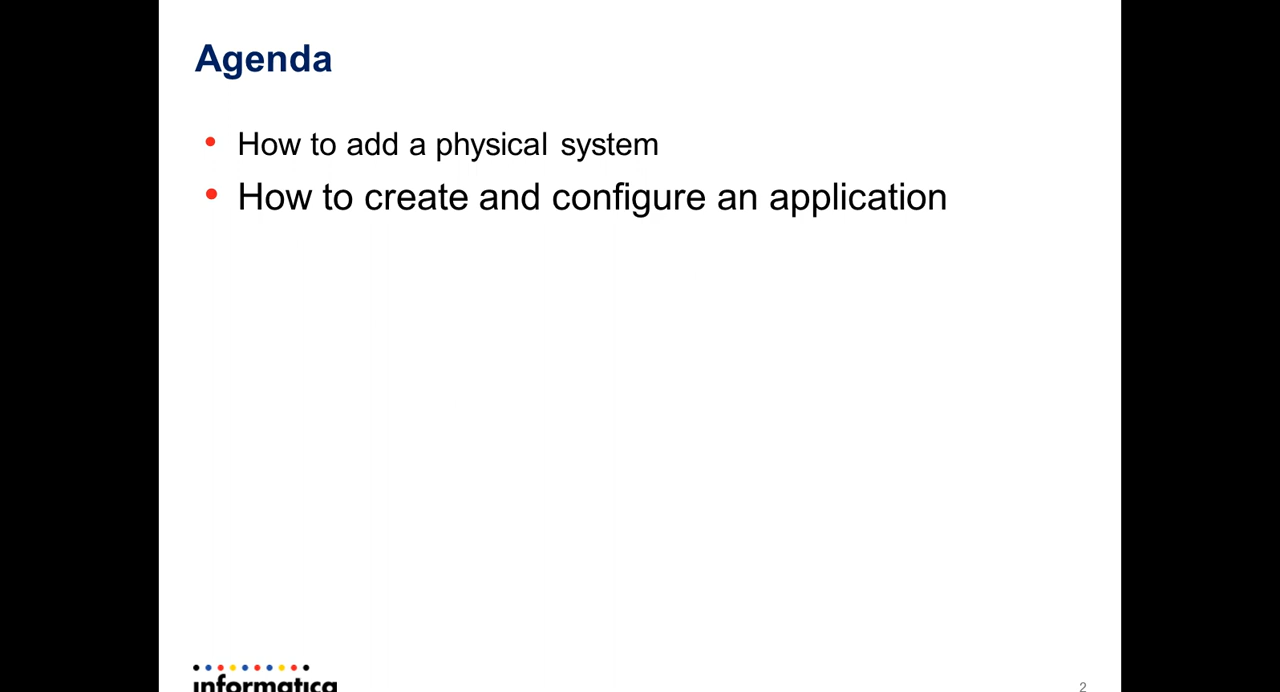 Agenda
• How to add a physical system
• How to create and configure an application
informatica
2